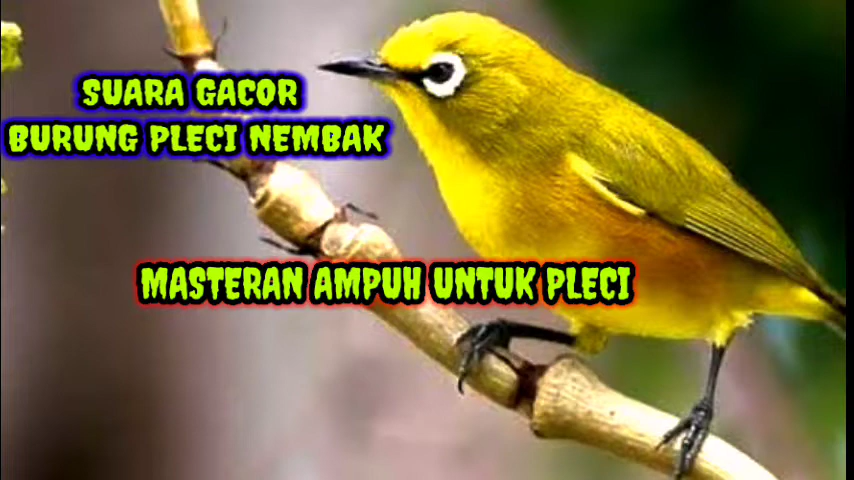 SUARA GACOR
BURUNG PLECI NEMBAK
MASTERAN AMPUH UNTUK PLECI